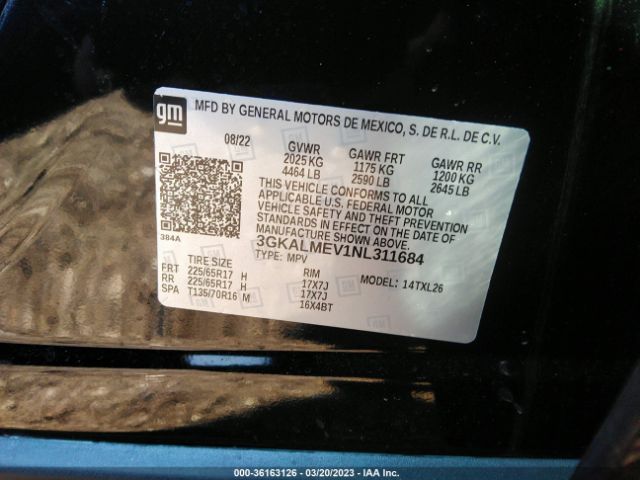 gm
MFD BY GENERAL MOTORS DE MEXICO, S. DE R.L. DE C.V.
08/22 GVWR GAWR FRT GAWR RR
2025 KG 1175 KG 1200 KG
4464 LB 2590 LB 2645 LB
THIS VEHICLE CONFORMS TO ALL
APPLICABLE U.S. FEDERAL MOTOR
VEHICLE SAFETY AND THEFT PREVENTION
STANDARDS IN EFFECT ON THE DATE OF
MANUFACTURE SHOWN ABOVE.
384A
3GKALMEV1NL311684
TYPE: MPV
TIRE SIZE RIM MODEL: 14TXL26
FRT 225/65R17 H 17X7J
RR 225/65R17 H 17X7J
SPA T135/70R16 M 16X4BT
000-36163126 - 03/20/2023 - IAA Inc.